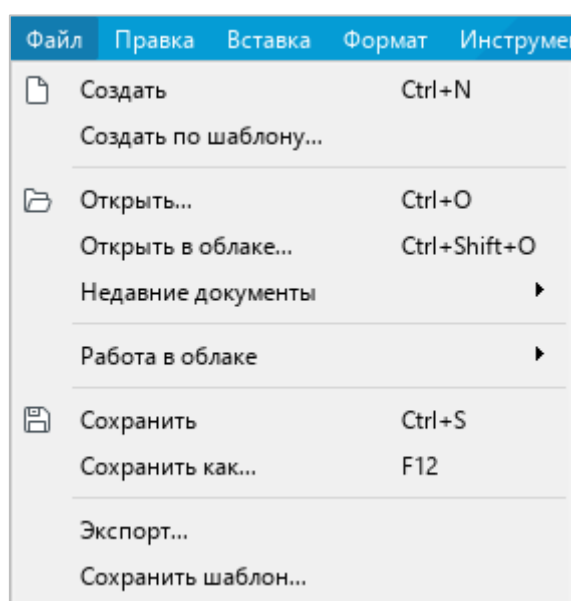 Файл Правка Вставка Формат
Создать Ctrl+N
Создать по шаблону...
Открыть... Ctrl+O
Открыть в облаке... Ctrl+Shift+O
Недавние документы
Работа в облаке
Сохранить Ctrl+S
Сохранить как... F12
Экспорт...
Сохранить шаблон...